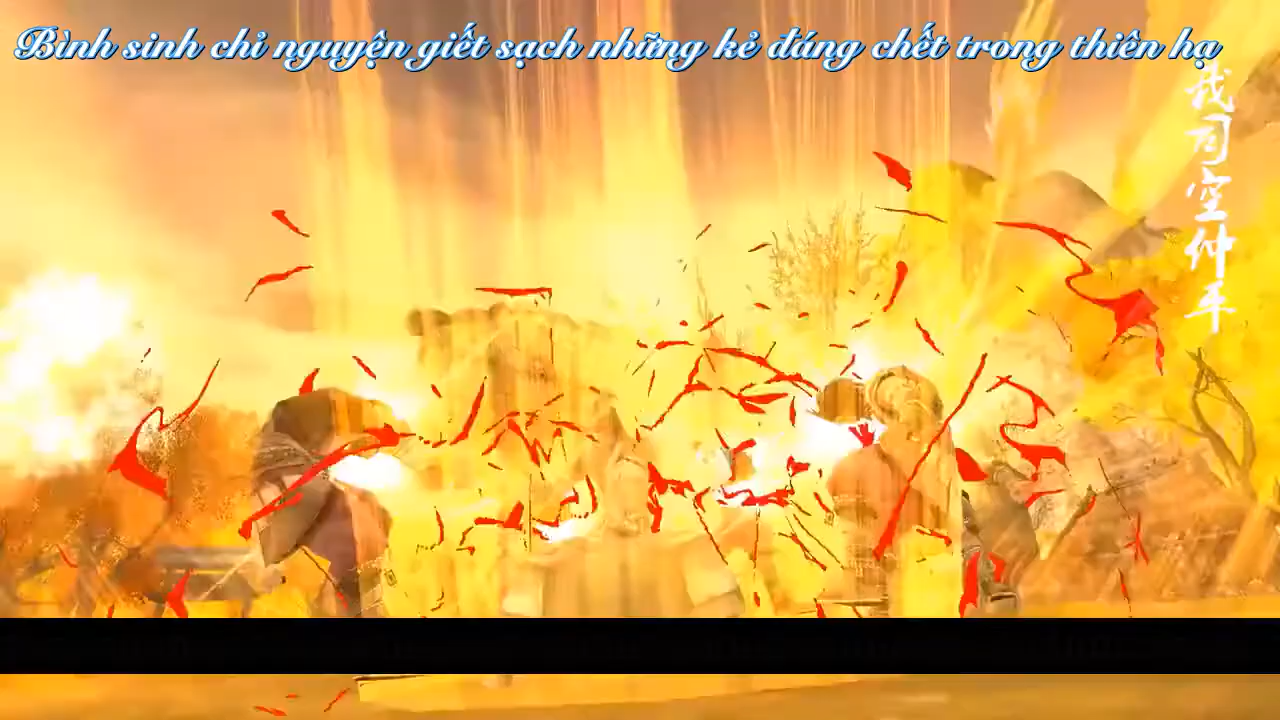 Bình sinh chỉ nguyện giết sạch những kẻ đáng chết trong thiên hạ
我司空仲平